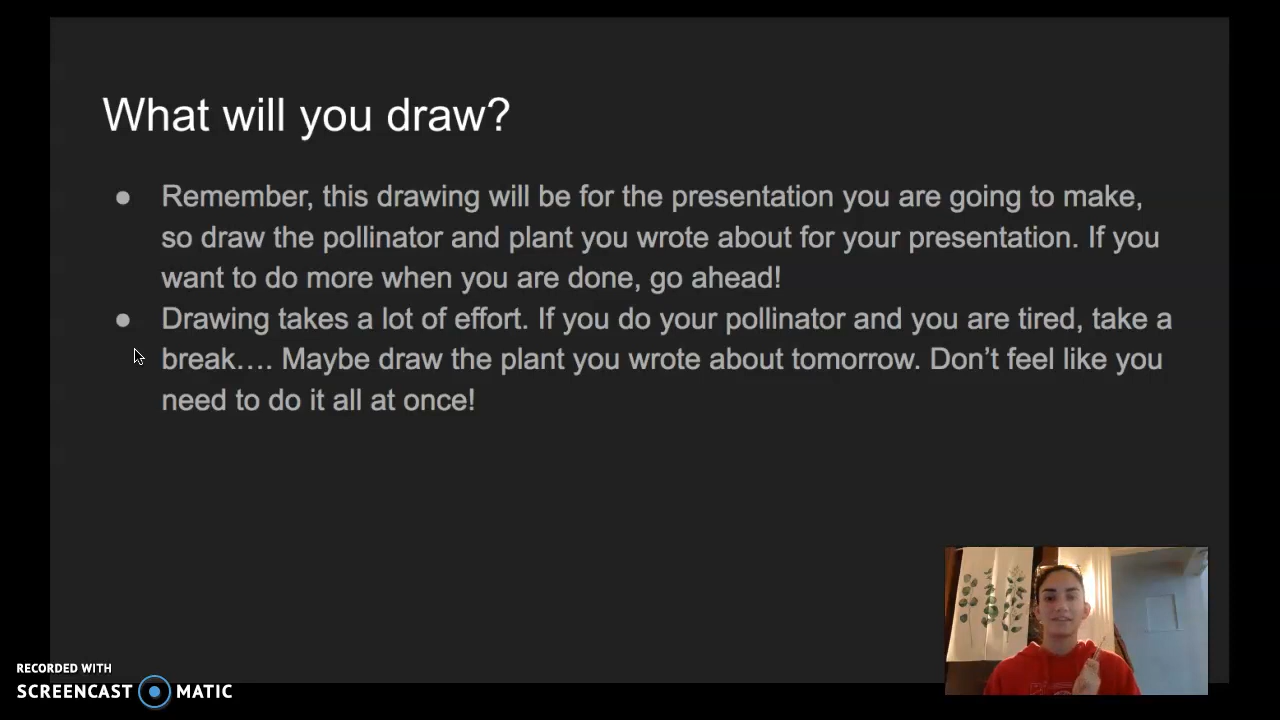 What will you draw?
● Remember, this drawing will be for the presentation you are going to make,
so draw the pollinator and plant you wrote about for your presentation. If you
want to do more when you are done, go ahead!
● Drawing takes a lot of effort. If you do your pollinator and you are tired, take a
break…. Maybe draw the plant you wrote about tomorrow. Don’t feel like you
need to do it all at once!
RECORDED WITH
SCREENCAST MATIC